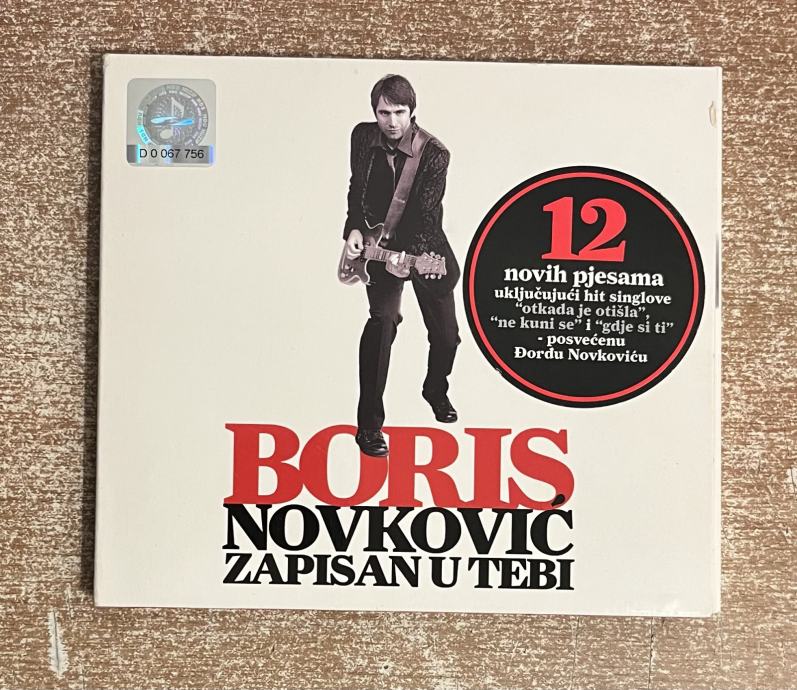 D 0 067 756
12
novih pjesama
uključujući hit singlove
“otkada je otišla”,
“ne kuni se” i “gdje si ti”
- posvećenu
Đorđu Novkoviću
BORIS
NOVKOVIĆ
ZAPISAN U TEBI